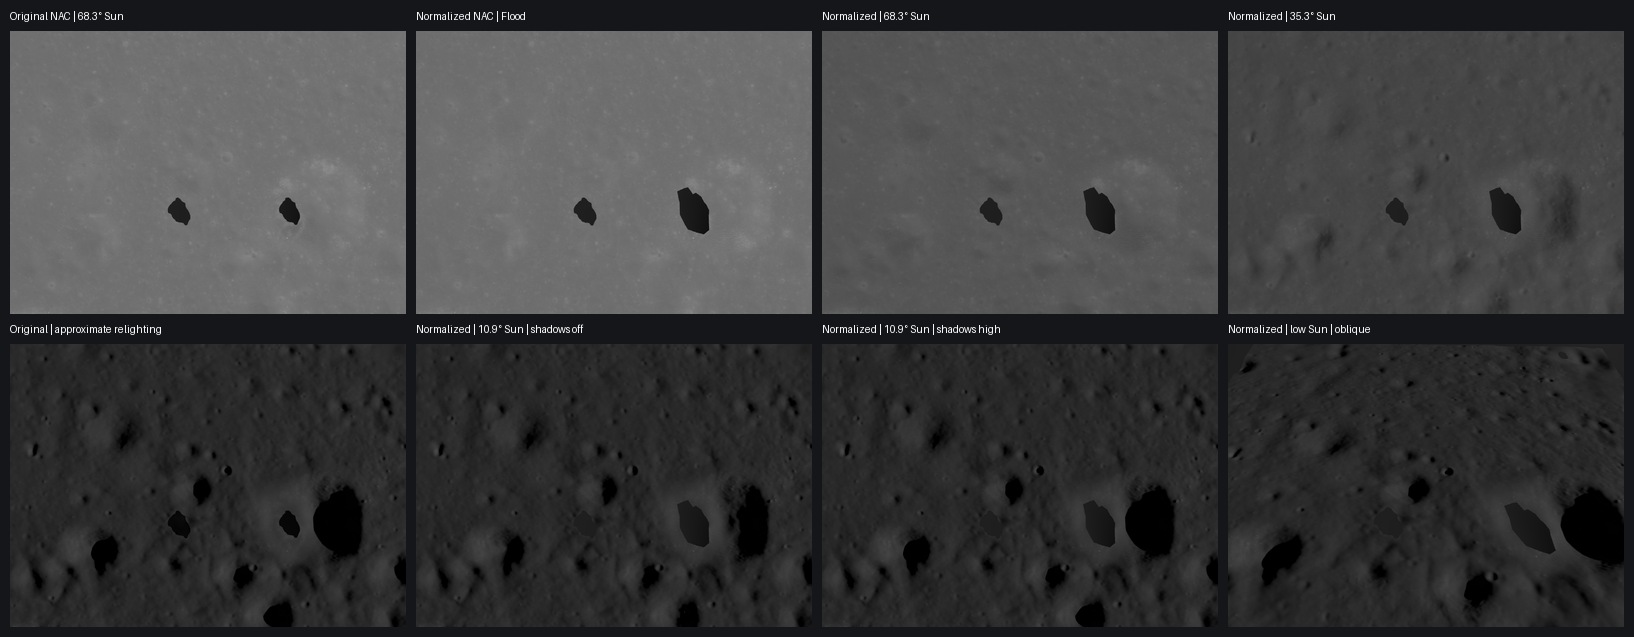 Original NAC | 68.3° Sun
Normalized NAC | Flood
Normalized | 68.3° Sun
Normalized | 35.3° Sun
Original | approximate relighting
Normalized | 10.9° Sun | shadows off
Normalized | 10.9° Sun | shadows high
Normalized | low Sun | oblique